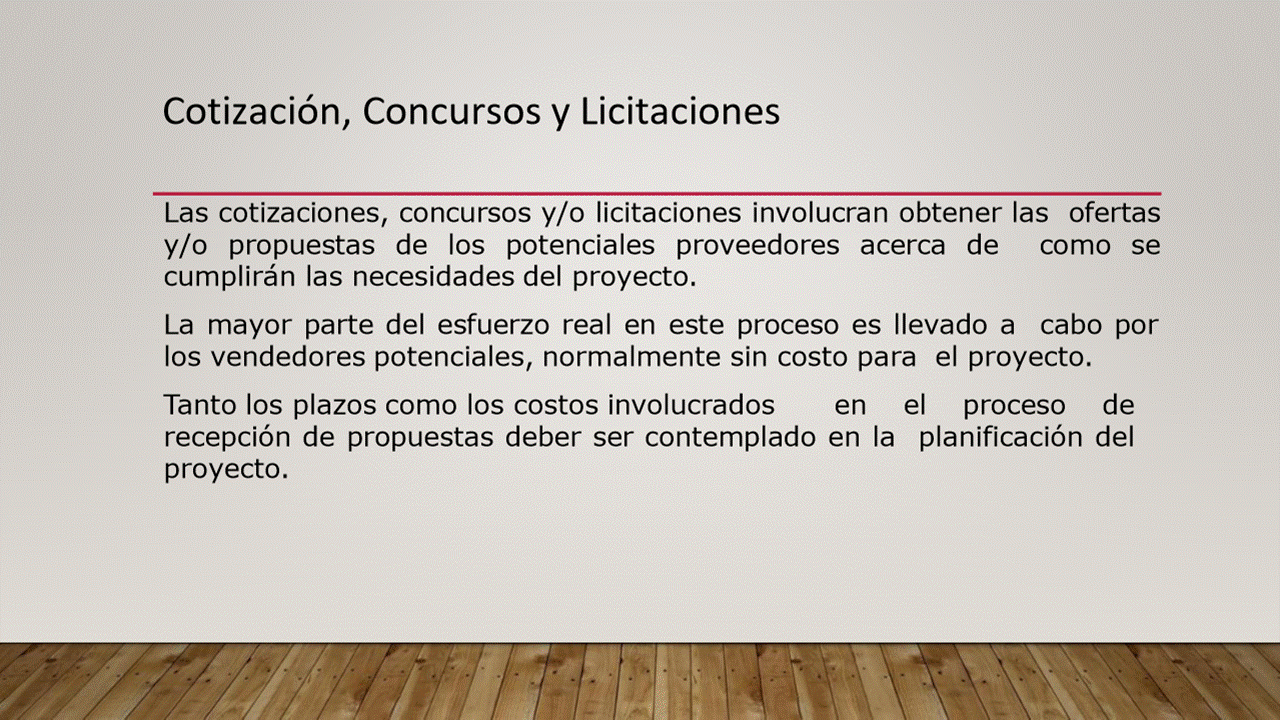 Cotización, Concursos y Licitaciones
Las cotizaciones, concursos y/o licitaciones involucran obtener las ofertas
y/o propuestas de los potenciales proveedores acerca de como se
cumplirán las necesidades del proyecto.
La mayor parte del esfuerzo real en este proceso es llevado a cabo por
los vendedores potenciales, normalmente sin costo para el proyecto.
Tanto los plazos como los costos involucrados en el proceso de
recepción de propuestas deber ser contemplado en la planificación del
proyecto.